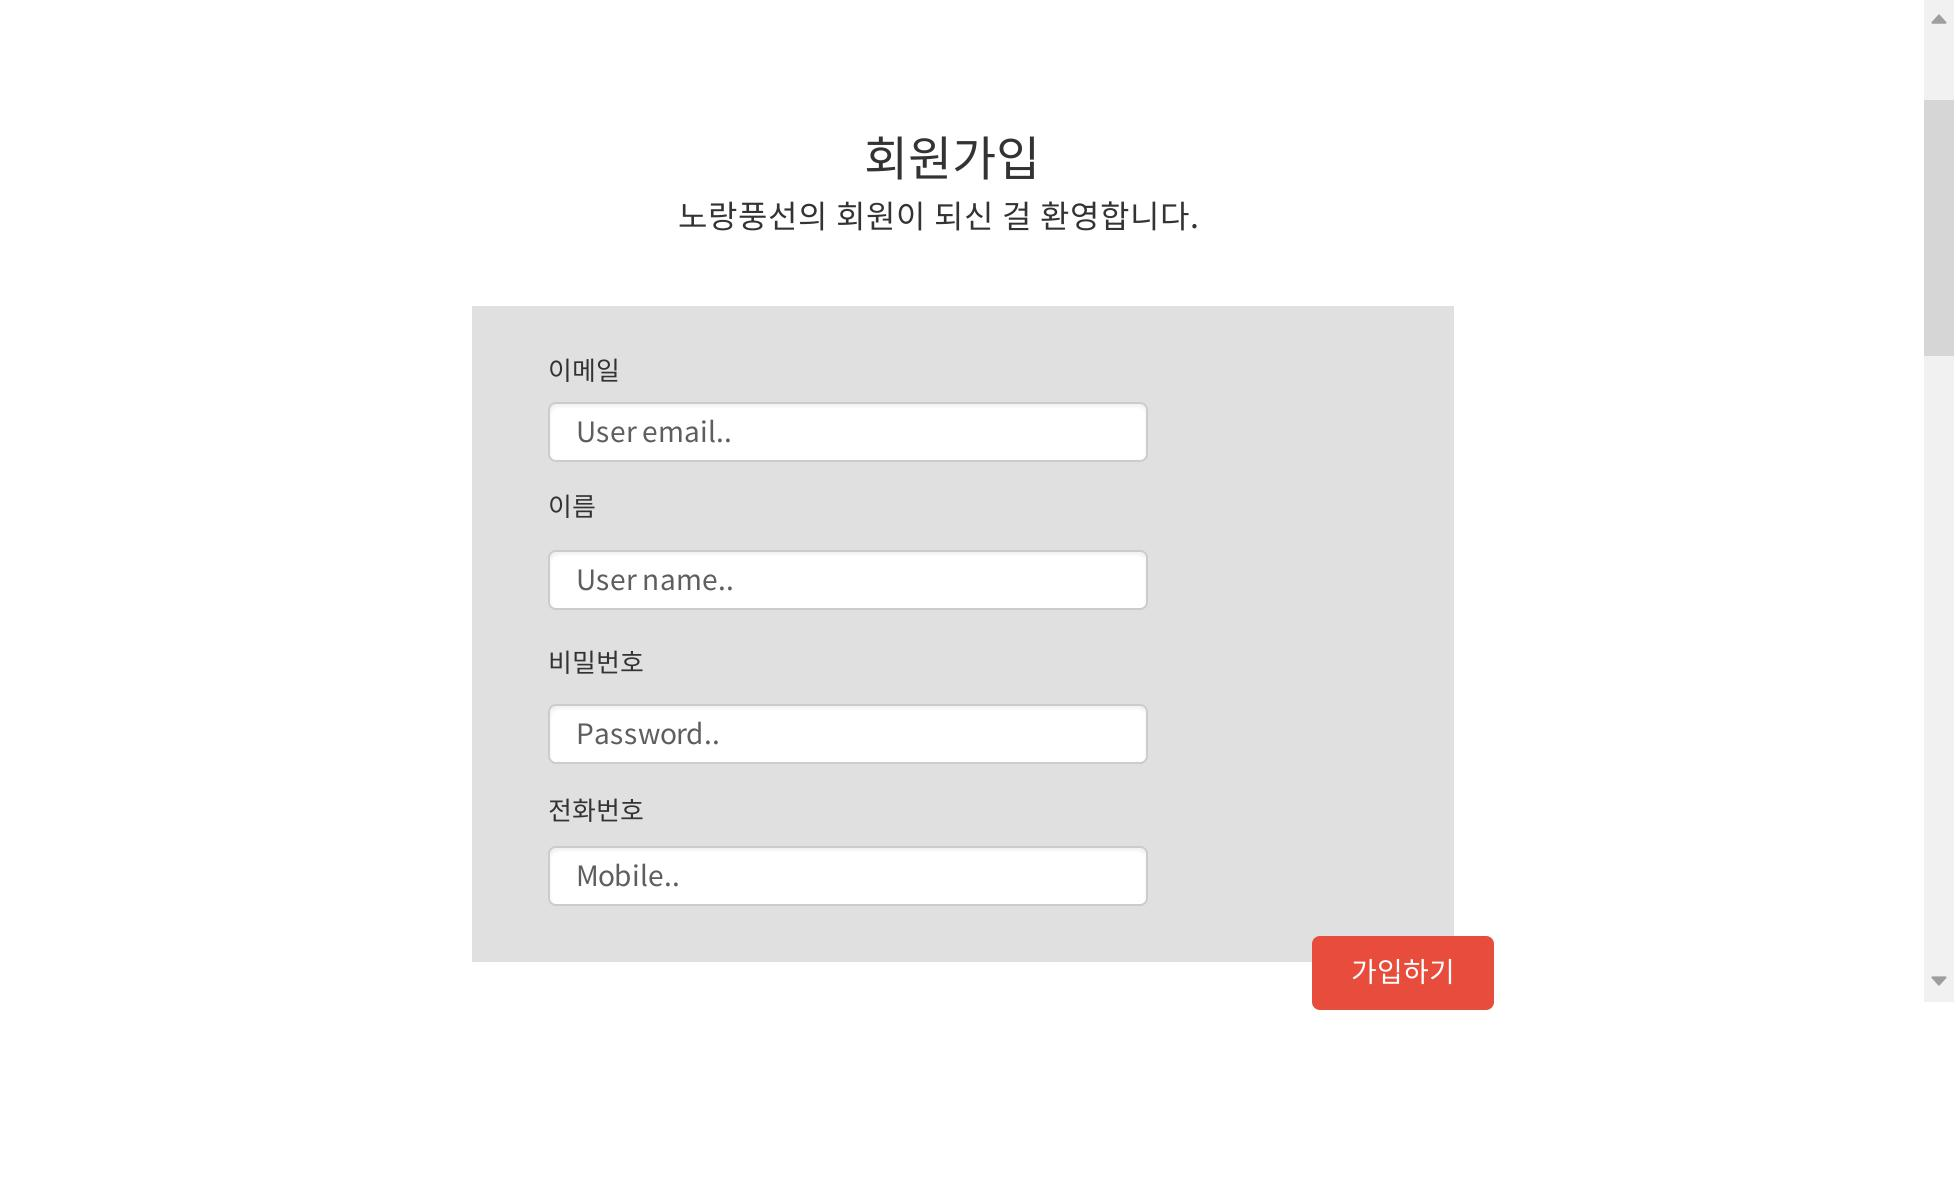 회원가입
노랑풍선의 회원이 되신 걸 환영합니다.
이메일
User email..
이름
User name..
비밀번호
Password..
전화번호
Mobile..
가입하기